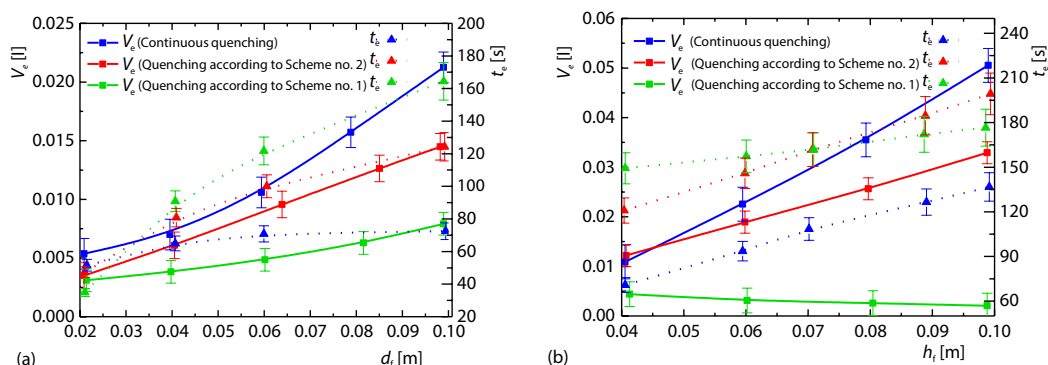 V_e [l]
0.025
0.020
0.015
0.010
0.005
0.000
V_e (Continuous quenching)
V_e (Quenching according to Scheme no. 2)
V_e (Quenching according to Scheme no. 1)
t_e
t_e
t_e
200
180
160
140
120
100
80
60
40
20
t_e [s]
0.02 0.03 0.04 0.05 0.06 0.07 0.08 0.09 0.10
(a) d_f [m]
V_e [l]
0.06
0.05
0.04
0.03
0.02
0.01
0.00
V_e (Continuous quenching)
V_e (Quenching according to Scheme no. 2)
V_e (Quenching according to Scheme no. 1)
t_e
t_e
t_e
240
210
180
150
120
90
60
t_e [s]
0.04 0.05 0.06 0.07 0.08 0.09 0.10
(b) h_f [m]